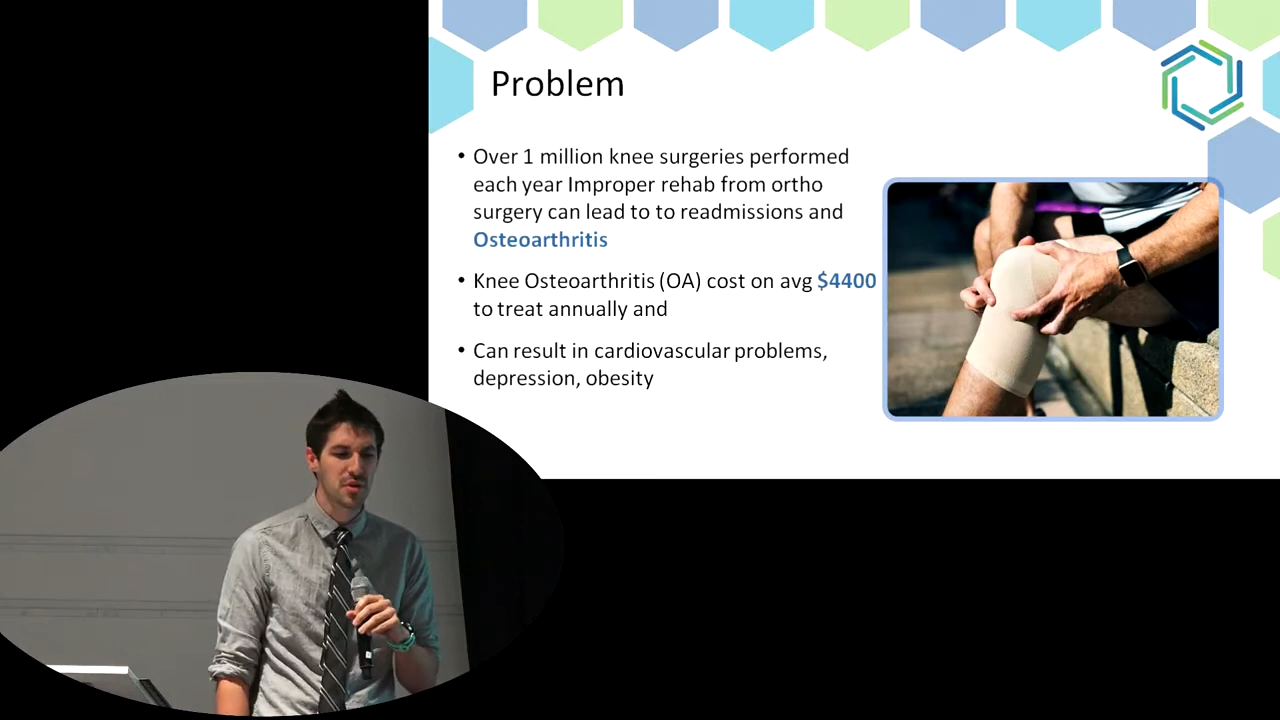 Problem
• Over 1 million knee surgeries performed
each year Improper rehab from ortho
surgery can lead to to readmissions and
Osteoarthritis
• Knee Osteoarthritis (OA) cost on avg $4400
to treat annually and
• Can result in cardiovascular problems,
depression, obesity